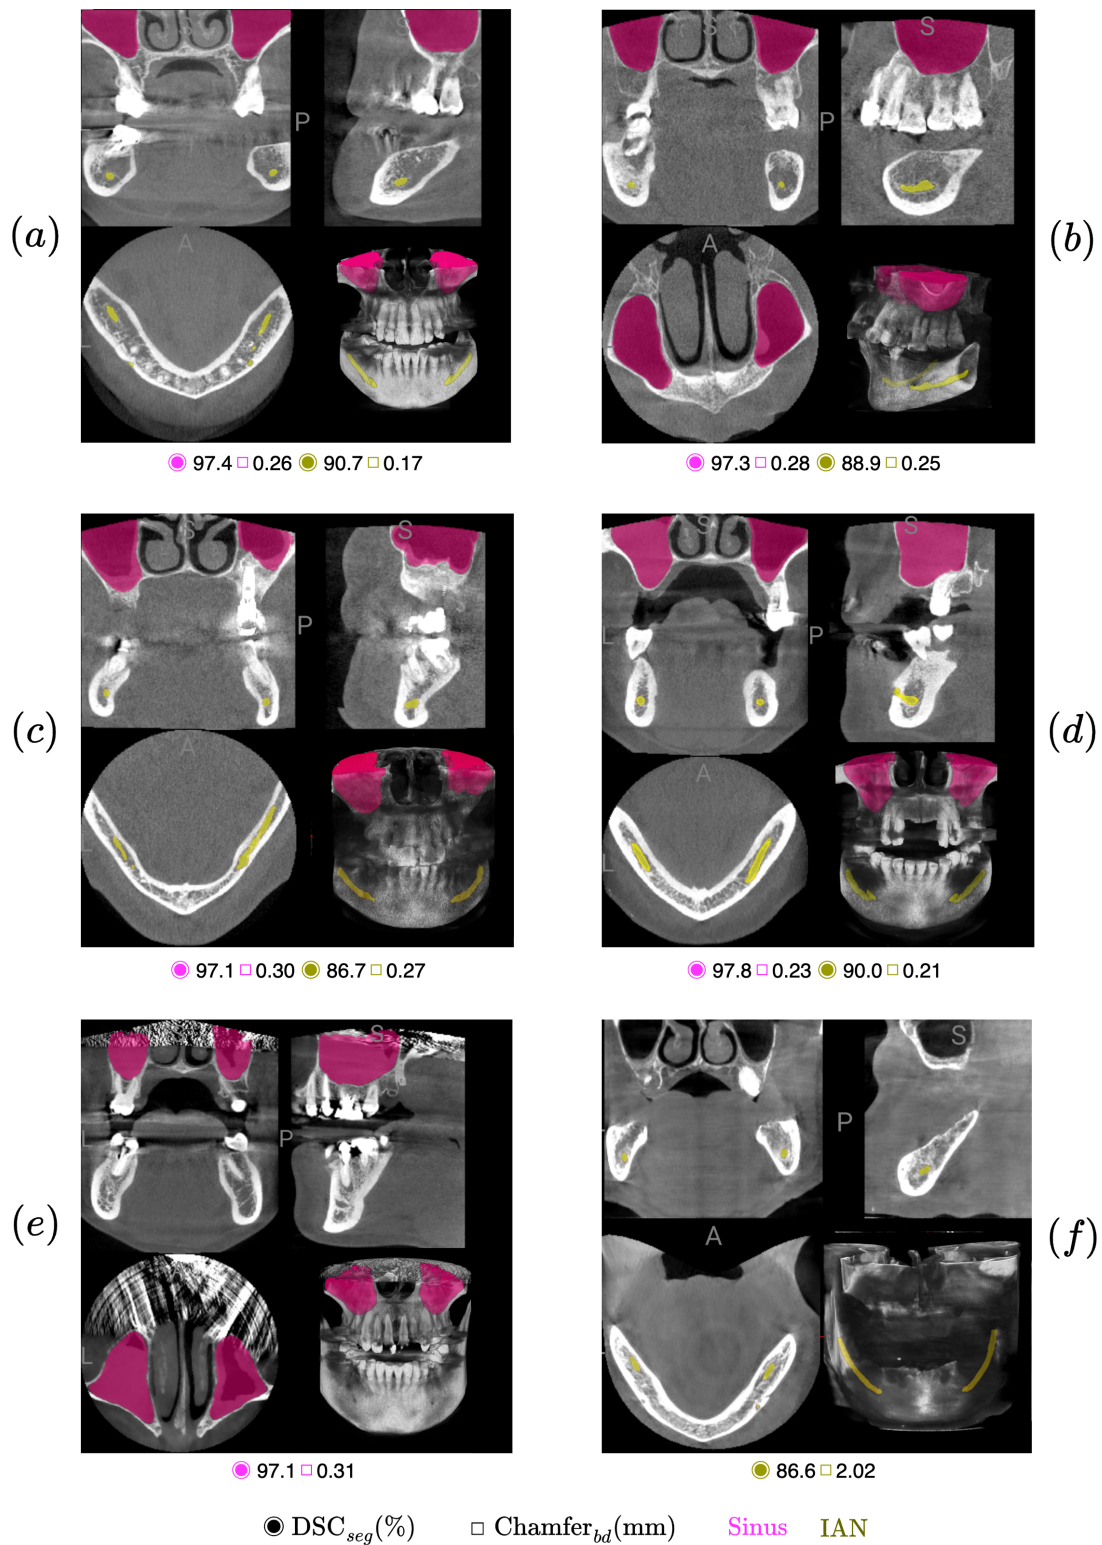 S S
P
(a)
A
L
97.4 0.26 90.7 0.17
S S
P
(b)
A
97.3 0.28 88.9 0.25
S S
P
(c)
A
L
97.1 0.30 86.7 0.27
S S
L P
(d)
A
L
97.8 0.23 90.0 0.21
S S
L P
(e)
L
97.1 0.31
S
P
(f)
A
86.6 2.02
DSCseg(%) Chamferbd(mm) Sinus IAN